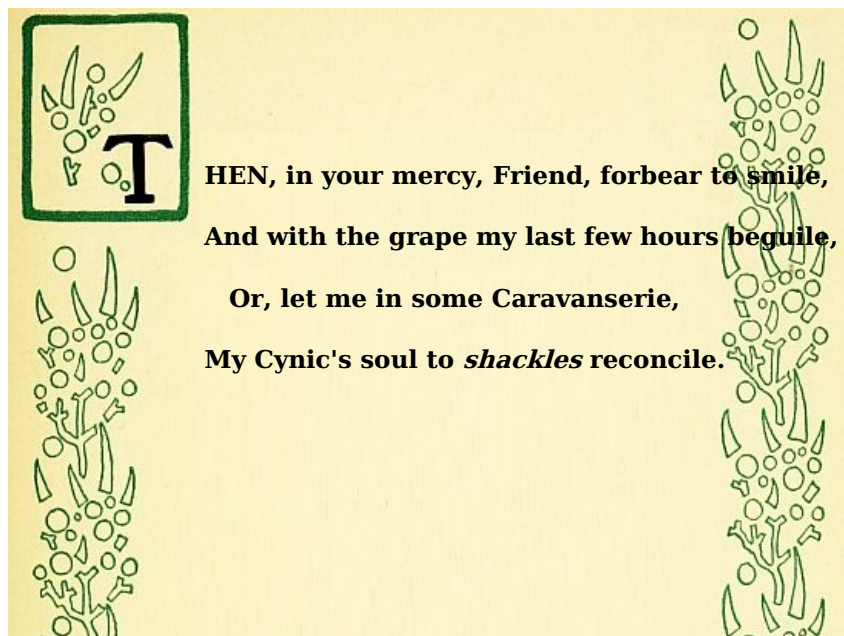 THEN, in your mercy, Friend, forbear to smile,
And with the grape my last few hours beguile,
Or, let me in some Caravanserie,
My Cynic's soul to shackles reconcile.